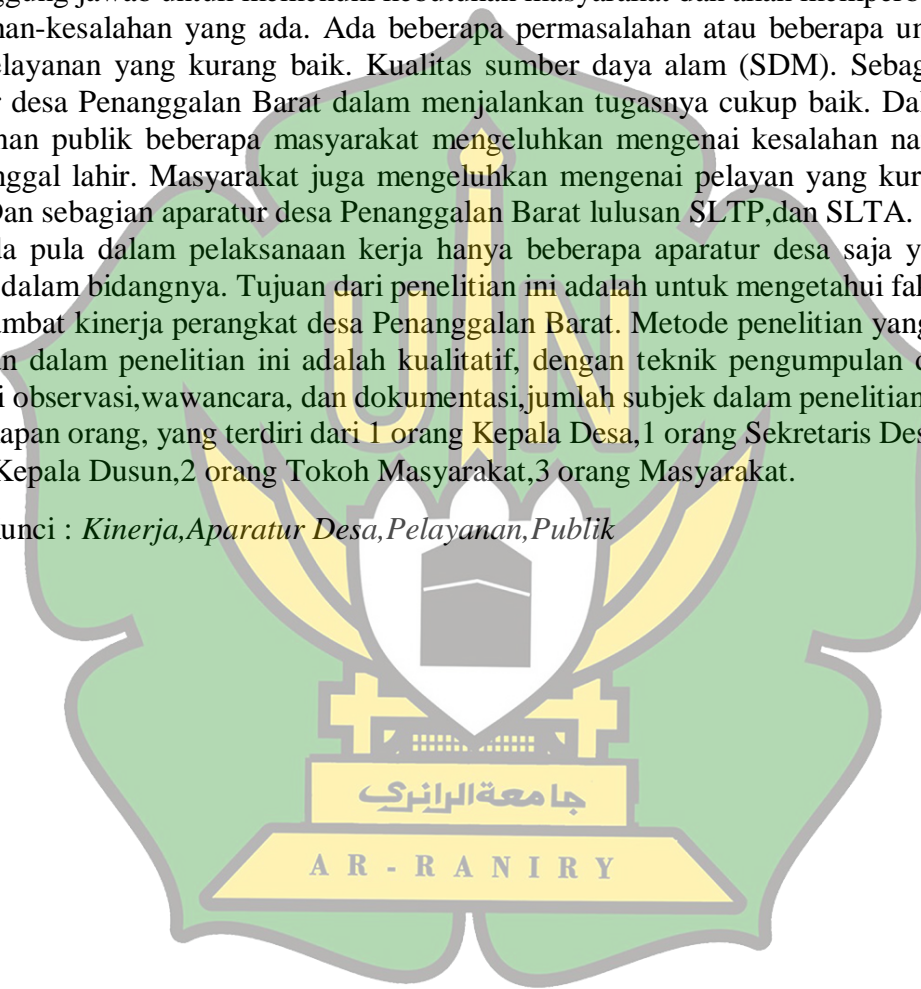 ggung jawab untuk memenuhi kebutuhan masyarakat dan akan memperb
nan-kesalahan yang ada. Ada beberapa permasalahan atau beberapa un
elayanan yang kurang baik. Kualitas sumber daya alam (SDM). Sebag
r desa Penanggalan Barat dalam menjalankan tugasnya cukup baik. Da
nan publik beberapa masyarakat mengeluhkan mengenai kesalahan na
nggal lahir. Masyarakat juga mengeluhkan mengenai pelayan yang kur
Dan sebagian aparatur desa Penanggalan Barat lulusan SLTP,dan SLTA.
da pula dalam pelaksanaan kerja hanya beberapa aparatur desa saja y
dalam bidangnya. Tujuan dari penelitian ini adalah untuk mengetahui fak
mbat kinerja perangkat desa Penanggalan Barat. Metode penelitian yang
n dalam penelitian ini adalah kualitatif, dengan teknik pengumpulan d
i observasi,wawancara, dan dokumentasi,jumlah subjek dalam penelitian
apan orang, yang terdiri dari 1 orang Kepala Desa,1 orang Sekretaris Des
Kepala Dusun,2 orang Tokoh Masyarakat,3 orang Masyarakat.
unci : Kinerja,Aparatur Desa,Pelayanan,Publik
UIN
جامعة الرانري
AR-RANIRY